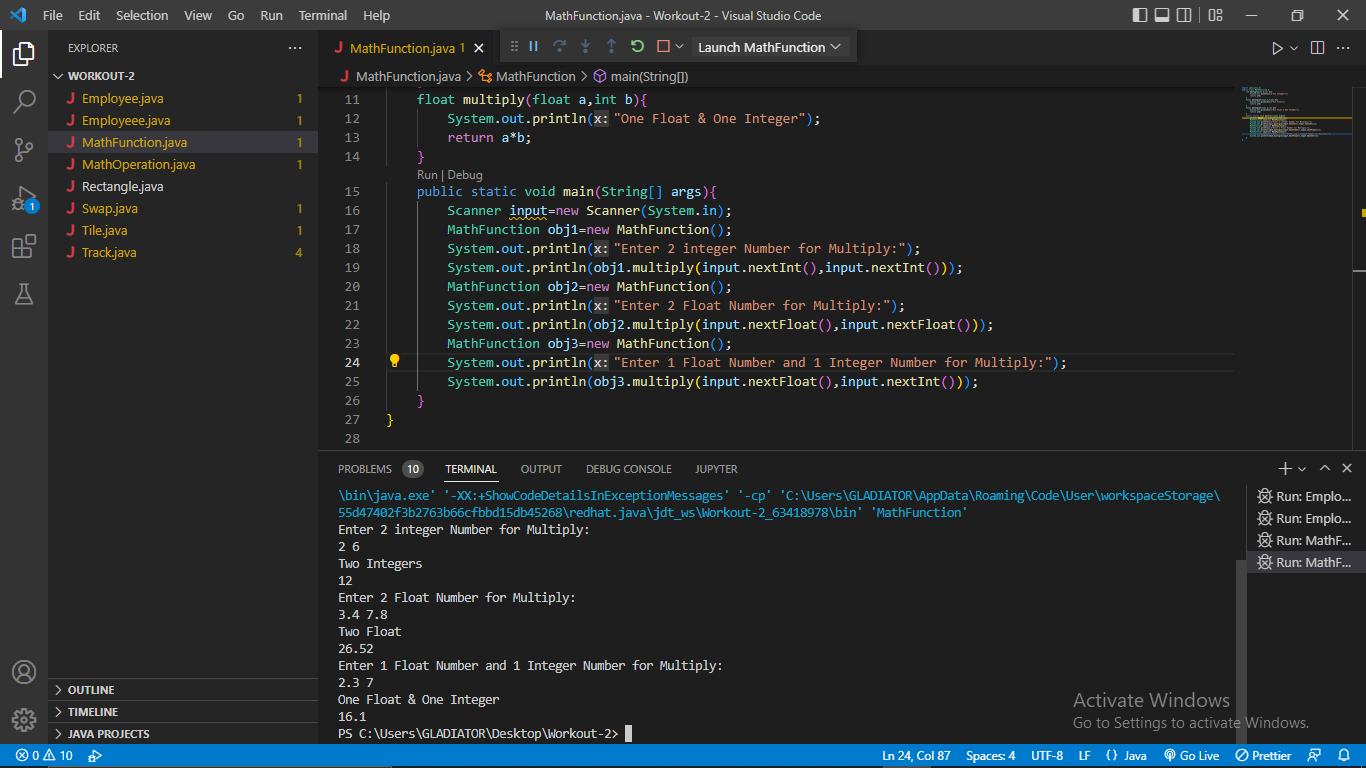 File Edit Selection View Go Run Terminal Help MathFunction.java - Workout-2 - Visual Studio Code
EXPLORER ···
WORKOUT-2
J Employee.java 1
J Employeee.java 1
J MathFunction.java 1
J MathOperation.java 1
J Rectangle.java
J Swap.java 1
J Tile.java 1
J Track.java 4
OUTLINE
TIMELINE
JAVA PROJECTS
1
J MathFunction.java 1
Launch MathFunction
J MathFunction.java > MathFunction > main(String[])
11 float multiply(float a,int b){
12 System.out.println(x: "One Float & One Integer");
13 return a*b;
14 }
Run | Debug
15 public static void main(String[] args){
16 Scanner input=new Scanner(System.in);
17 MathFunction obj1=new MathFunction();
18 System.out.println(x: "Enter 2 integer Number for Multiply:");
19 System.out.println(obj1.multiply(input.nextInt(),input.nextInt()));
20 MathFunction obj2=new MathFunction();
21 System.out.println(x: "Enter 2 Float Number for Multiply:");
22 System.out.println(obj2.multiply(input.nextFloat(),input.nextFloat()));
23 MathFunction obj3=new MathFunction();
24 System.out.println(x: "Enter 1 Float Number and 1 Integer Number for Multiply:");
25 System.out.println(obj3.multiply(input.nextFloat(),input.nextInt()));
26 }
27 }
28
PROBLEMS 10 TERMINAL OUTPUT DEBUG CONSOLE JUPYTER
\bin\java.exe' '-XX:+ShowCodeDetailsInExceptionMessages' '-cp' 'C:\Users\GLADIATOR\AppData\Roaming\Code\User\workspaceStorage\
55d47402f3b2763b66cfbbd15db45268\redhat.java\jdt_ws\Workout-2_63418978\bin' 'MathFunction'
Enter 2 integer Number for Multiply:
2 6
Two Integers
12
Enter 2 Float Number for Multiply:
3.4 7.8
Two Float
26.52
Enter 1 Float Number and 1 Integer Number for Multiply:
2.3 7
One Float & One Integer
16.1
PS C:\Users\GLADIATOR\Desktop\Workout-2>
Run: Emplo...
Run: Emplo...
Run: MathF...
Run: MathF...
Activate Windows
Go to Settings to activate Windows.
0 10 Ln 24, Col 87 Spaces: 4 UTF-8 LF {} Java Go Live Prettier